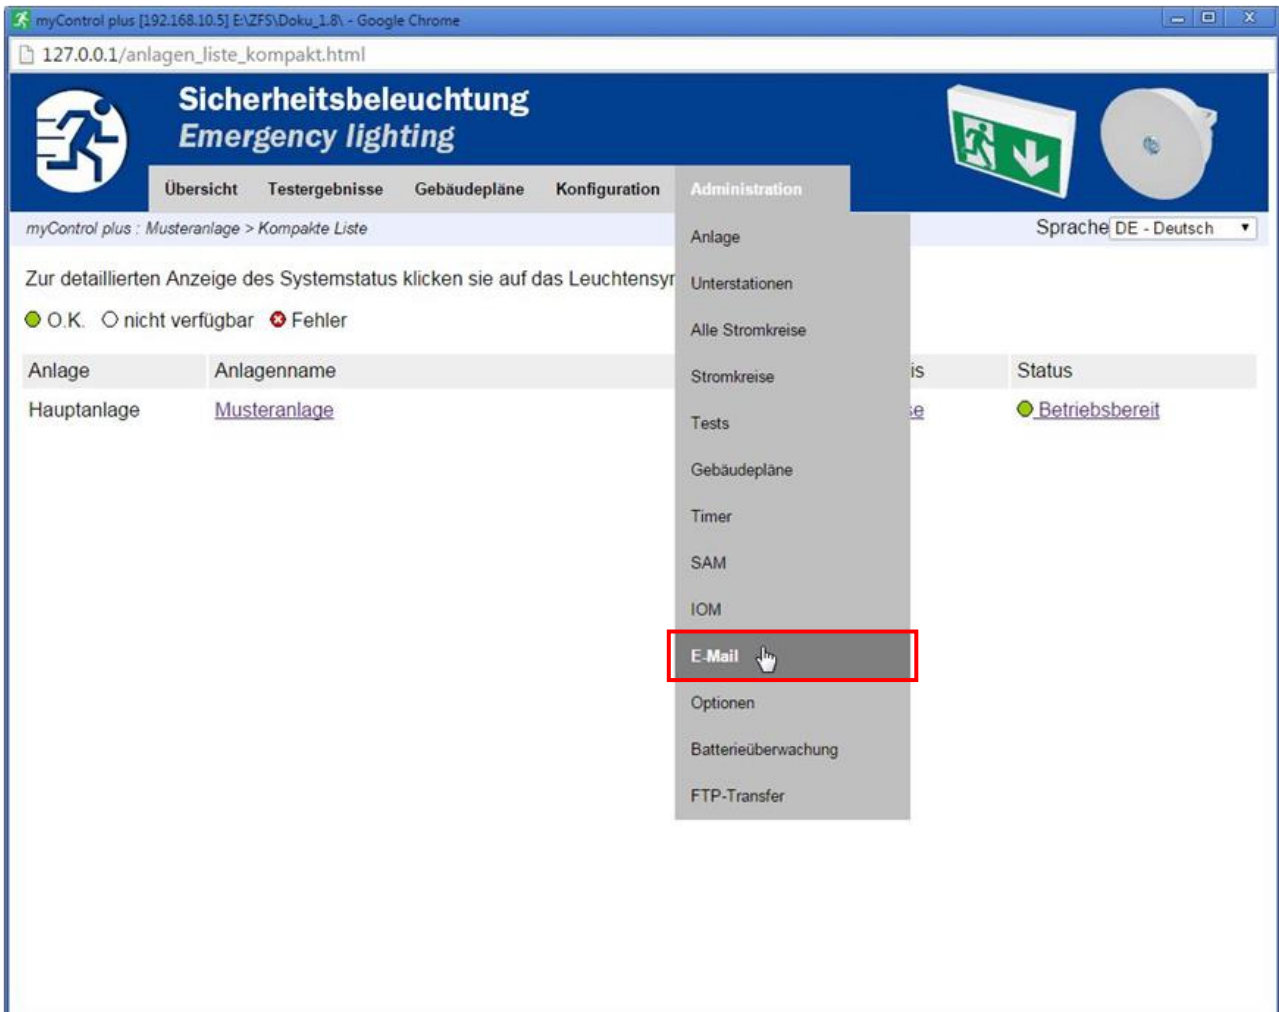 myControl plus [192.168.10.5] E:\ZFS\Doku_1.8\ - Google Chrome
127.0.0.1/anlagen_liste_kompakt.html
Sicherheitsbeleuchtung
Emergency lighting
Übersicht Testergebnisse Gebäudepläne Konfiguration Administration
myControl plus : Musteranlage > Kompakte Liste
Sprache DE - Deutsch
Zur detaillierten Anzeige des Systemstatus klicken sie auf das Leuchtensyr
O.K. nicht verfügbar Fehler
Anlage Anlagenname is Status
Hauptanlage Musteranlage se Betriebsbereit
Anlage
Unterstationen
Alle Stromkreise
Stromkreise
Tests
Gebäudepläne
Timer
SAM
IOM
E-Mail
Optionen
Batterieüberwachung
FTP-Transfer